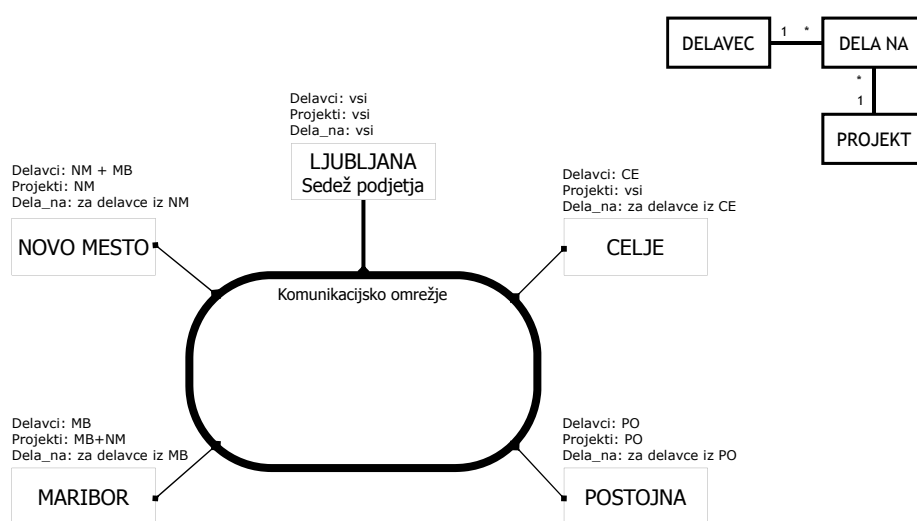 DELAVEC
1
*
DELA NA
*
1
PROJEKT
Delavci: vsi
Projekti: vsi
Dela_na: vsi
LJUBLJANA
Sedež podjetja
Delavci: NM + MB
Projekti: NM
Dela_na: za delavce iz NM
NOVO MESTO
Delavci: CE
Projekti: vsi
Dela_na: za delavce iz CE
CELJE
Komunikacijsko omrežje
Delavci: MB
Projekti: MB+NM
Dela_na: za delavce iz MB
MARIBOR
Delavci: PO
Projekti: PO
Dela_na: za delavce iz PO
POSTOJNA